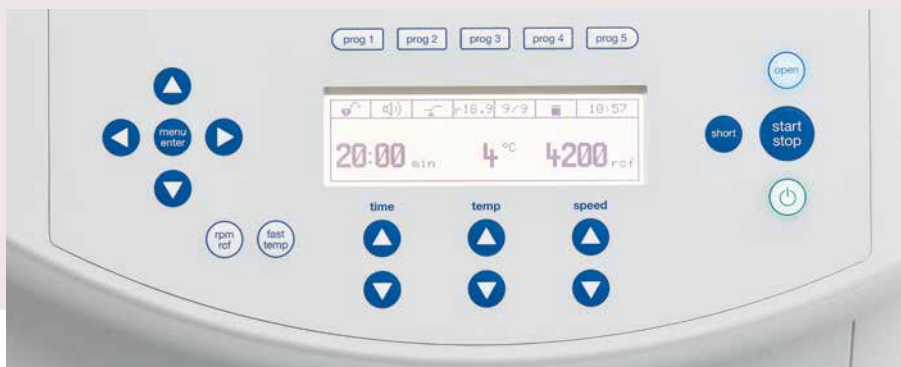 prog 1 prog 2 prog 3 prog 4 prog 5
open
r18.9 9/9 10:57
menu
enter
short
start
stop
20:00 min 4 °C 4200 rcf
time temp speed
rpm
rcf
fast
temp